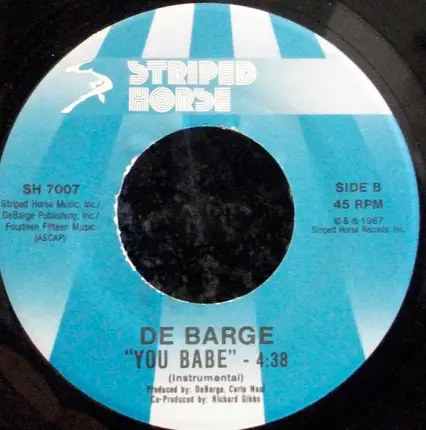 STRIPED
HORSE
SH 7007
Striped Horse Music, Inc./
DeBarge Publishing, Inc./
Fourteen Fifteen Music
(ASCAP)
SIDE B
45 RPM
© & ℗ 1987
Striped Horse Records, Inc.
DE BARGE
"YOU BABE" - 4:38
(Instrumental)
Produced by: DeBarge, Carlo Nasi
Co-Produced by: Richard Gibbs